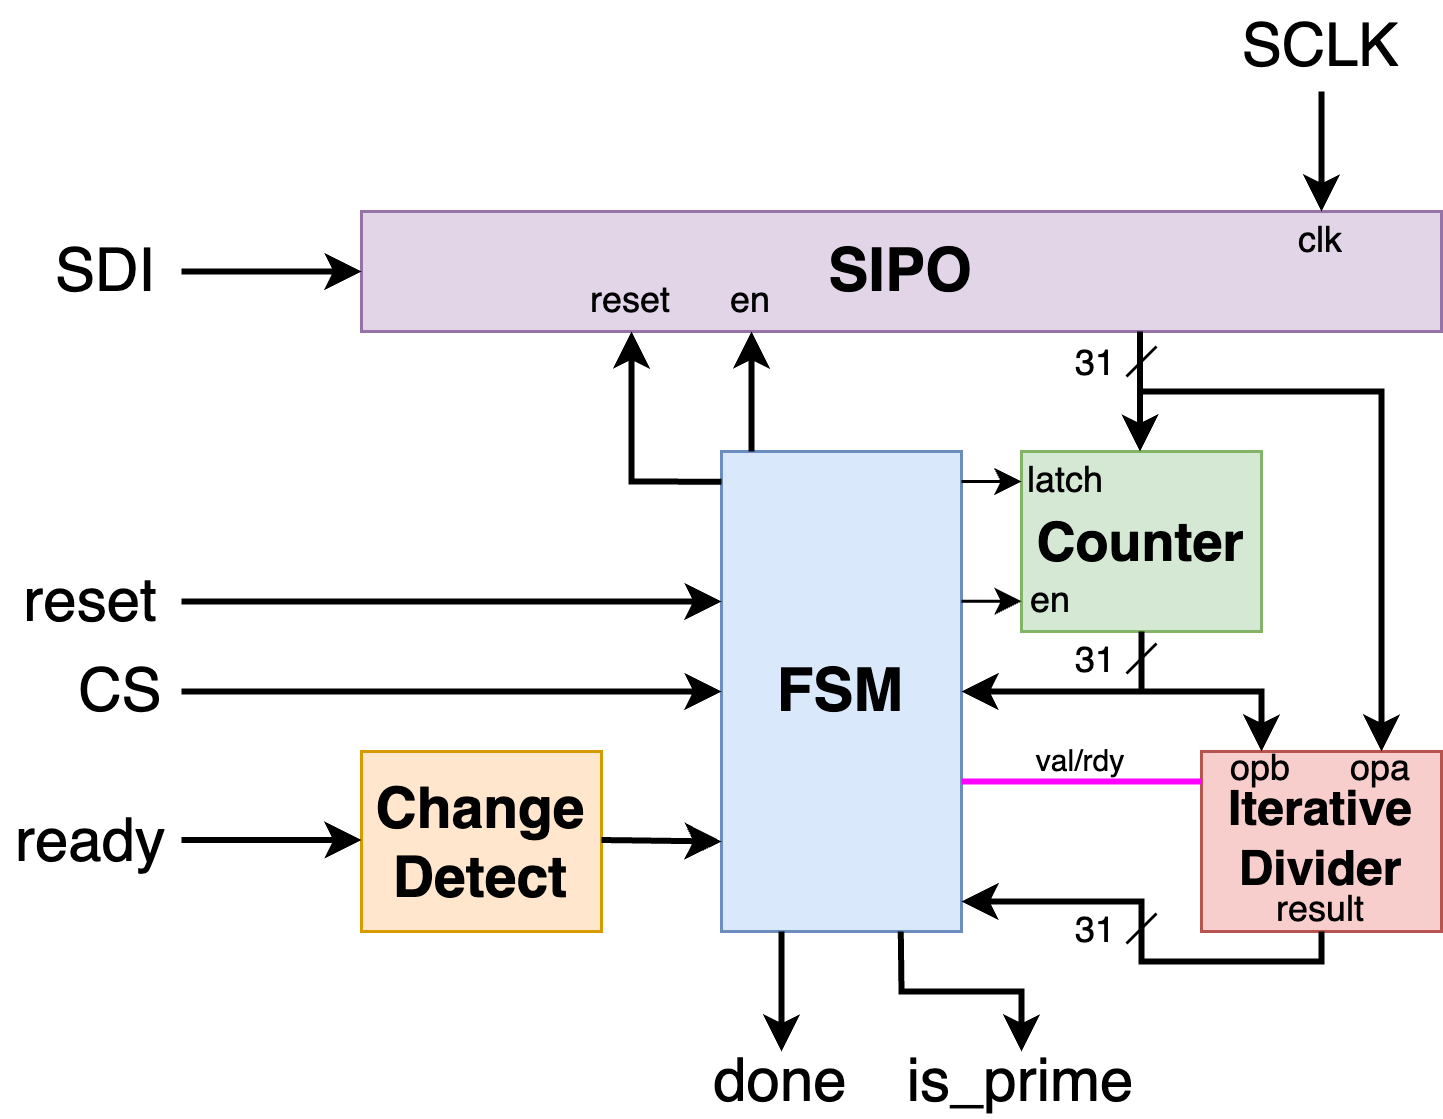 SCLK
clk
SDI
SIPO
reset
en
31
latch
Counter
reset
en
31
CS
FSM
val/rdy
opb
opa
Iterative
Divider
result
ready
Change
Detect
31
done
is_prime